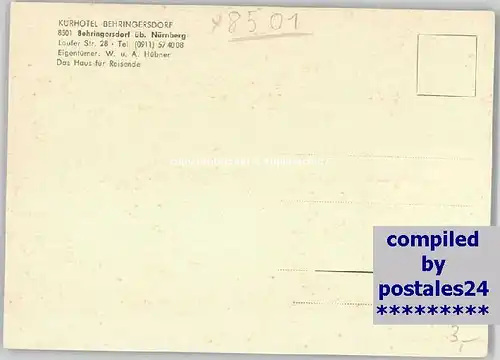 KURHOTEL BEHRINGERSDORF
8501 Behringersdorf üb. Nürnberg
Laufer Str. 28 · Tel. (0911) 57 40 08
Eigentümer: W. u. A. Hübner
Das Haus für Reisende
x 8501
compiled
by
postales24
*********
3,-